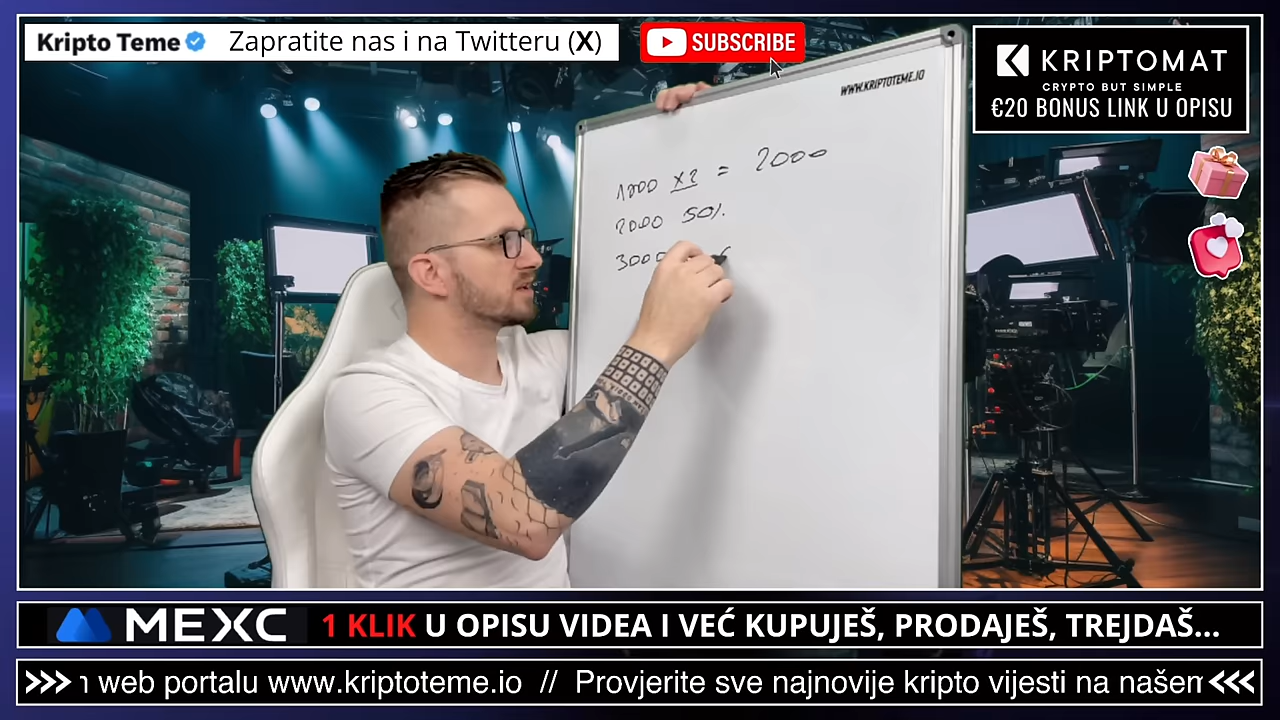 Kripto Teme Zapratite nas i na Twitteru (X)
SUBSCRIBE
KRIPTOMAT
CRYPTO BUT SIMPLE
€20 BONUS LINK U OPISU
WWW.KRIPTOTEME.IO
1000 x2 = 2000
2000 50%
3000
MEXC 1 KLIK U OPISU VIDEA I VEĆ KUPUJEŠ, PRODAJEŠ, TREJDAŠ...
web portalu www.kriptoteme.io // Provjerite sve najnovije kripto vijesti na našem